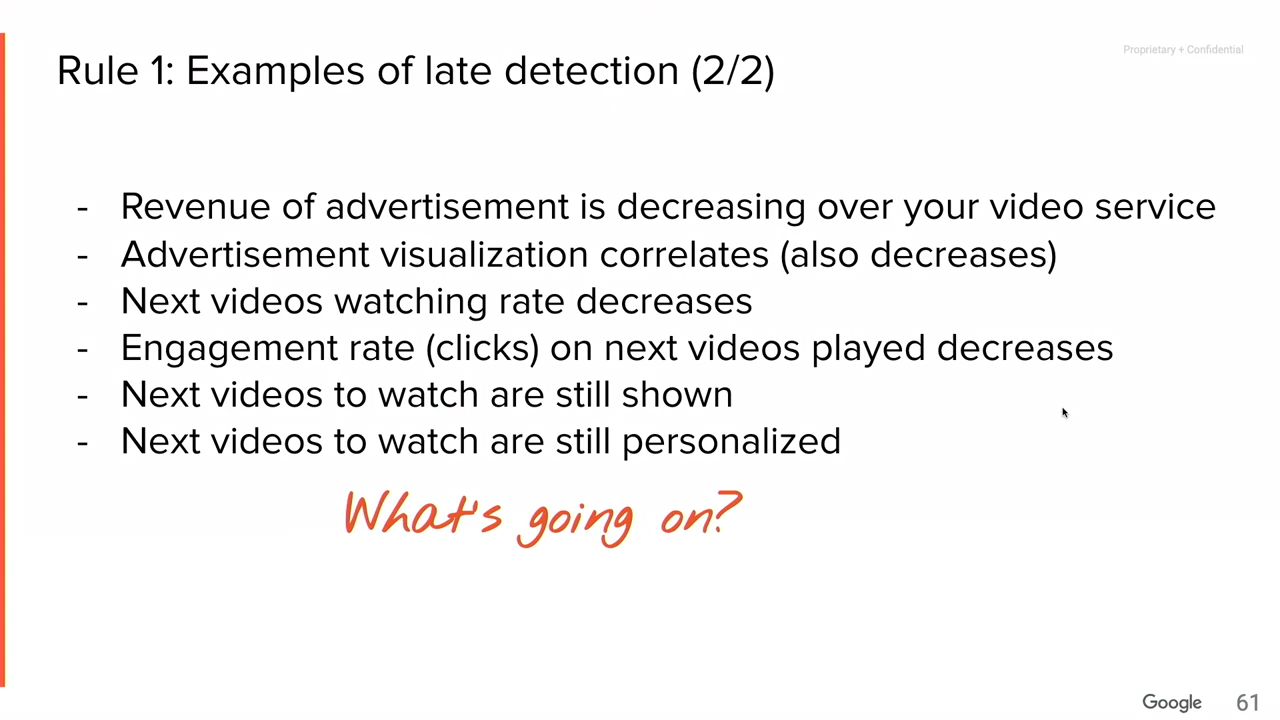 Proprietary + Confidential
Rule 1: Examples of late detection (2/2)
- Revenue of advertisement is decreasing over your video service
- Advertisement visualization correlates (also decreases)
- Next videos watching rate decreases
- Engagement rate (clicks) on next videos played decreases
- Next videos to watch are still shown
- Next videos to watch are still personalized
What's going on?
Google 61